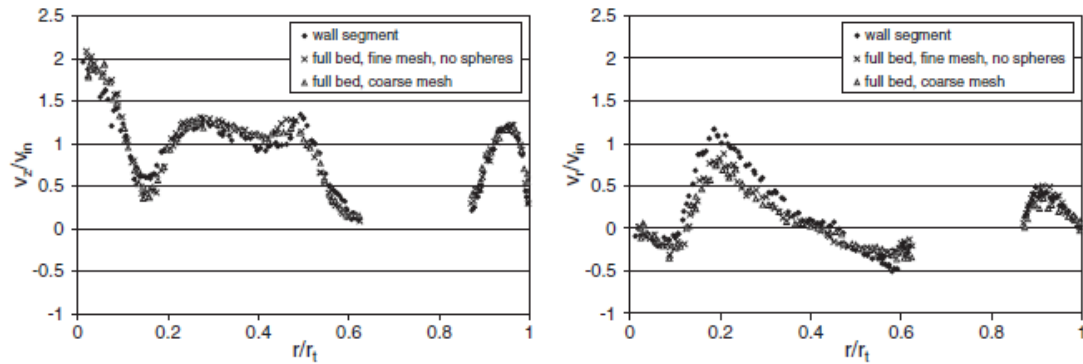 2.5
2
1.5
1
0.5
0
-0.5
-1
v_z/v_in
wall segment
full bed, fine mesh, no spheres
full bed, coarse mesh
0 0.2 0.4 0.6 0.8 1
r/r_t
2.5
2
1.5
1
0.5
0
-0.5
-1
v_r/v_in
wall segment
full bed, fine mesh, no spheres
full bed, coarse mesh
0 0.2 0.4 0.6 0.8 1
r/r_t